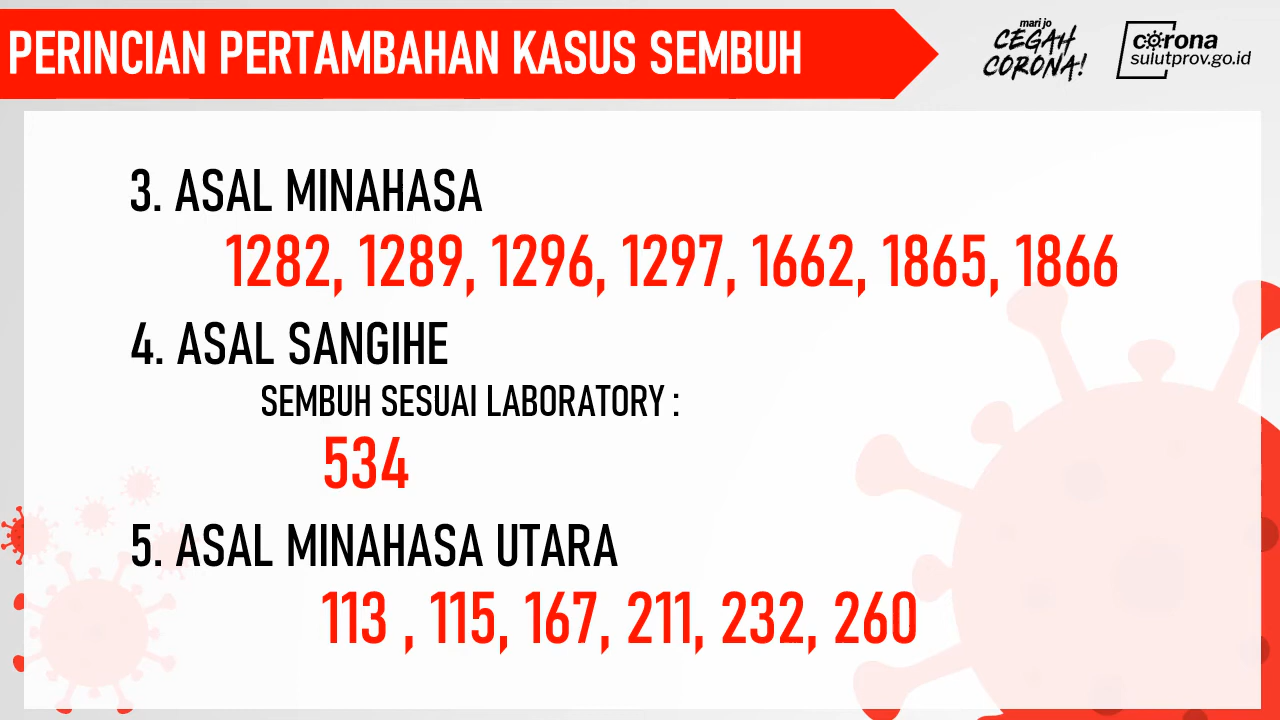 PERINCIAN PERTAMBAHAN KASUS SEMBUH
mari jo
CEGAH
CORONA!
corona
sulutprov.go.id
3. ASAL MINAHASA
1282, 1289, 1296, 1297, 1662, 1865, 1866
4. ASAL SANGIHE
SEMBUH SESUAI LABORATORY :
534
5. ASAL MINAHASA UTARA
113 , 115, 167, 211, 232, 260